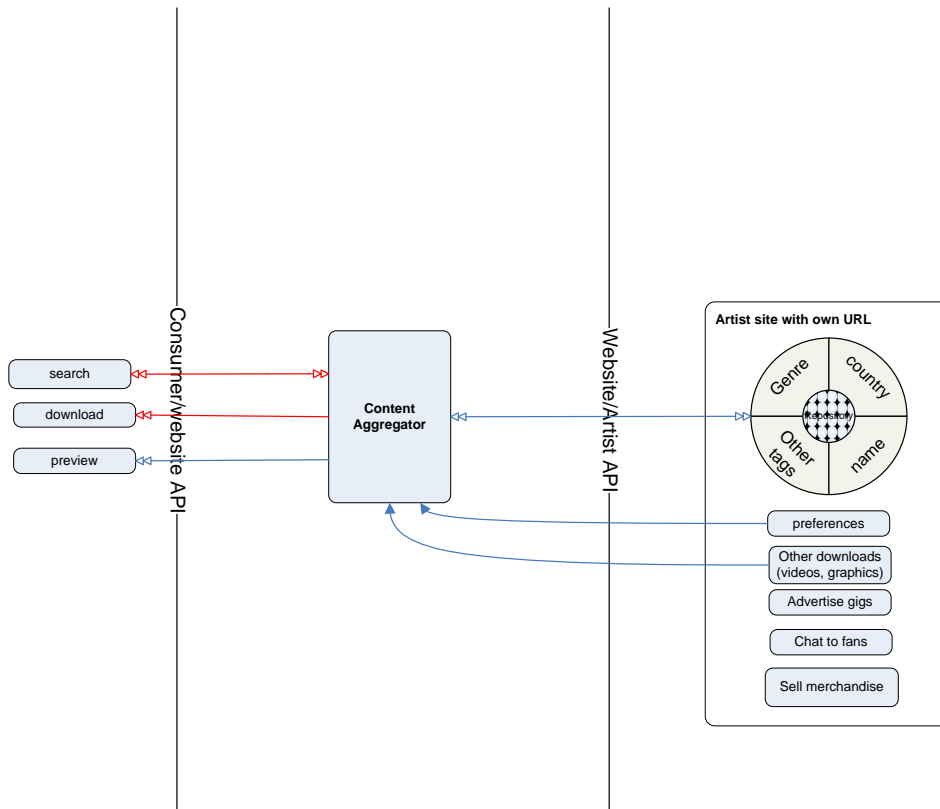 Consumer/website API
search
download
preview
Content
Aggregator
Website/Artist API
Artist site with own URL
Genre
country
Repository
Other
tags
name
preferences
Other downloads
(videos, graphics)
Advertise gigs
Chat to fans
Sell merchandise